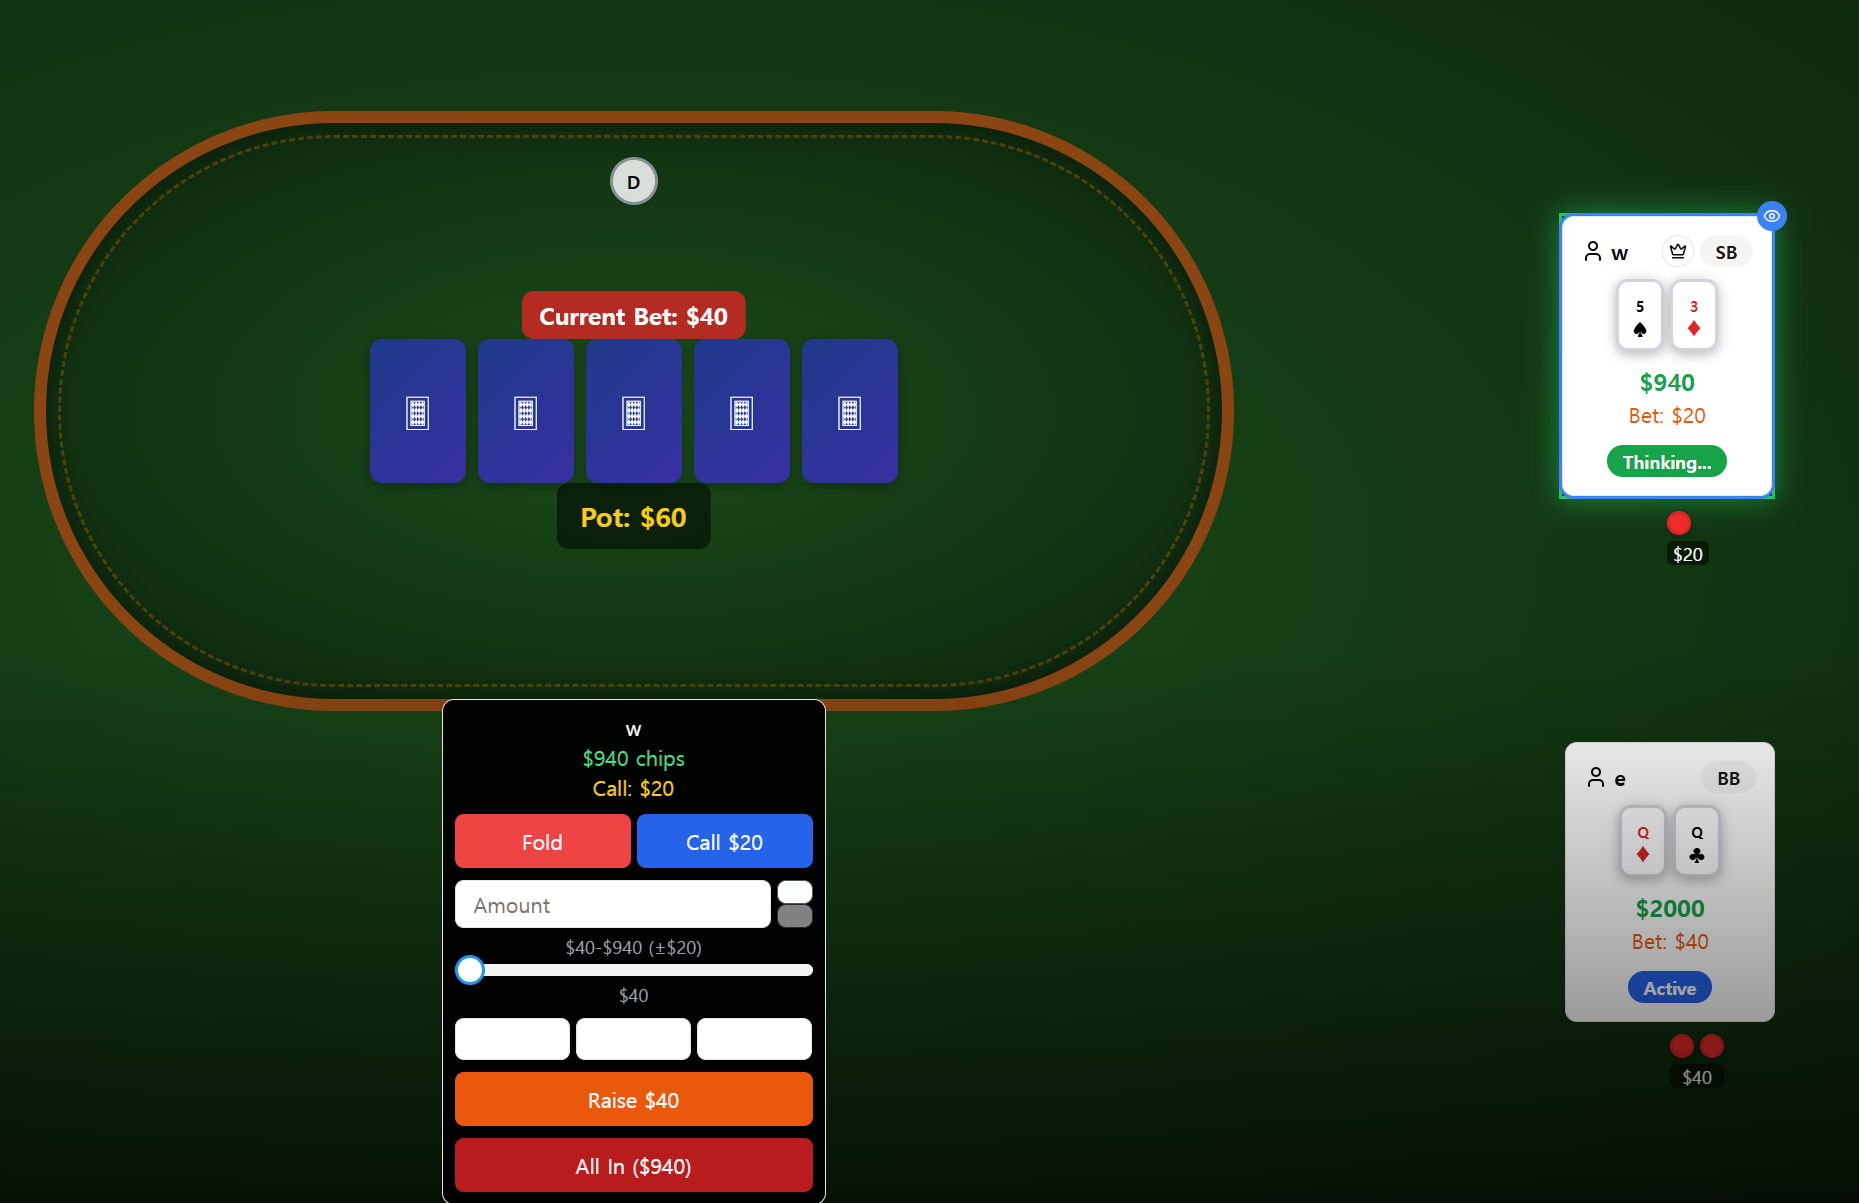 D
Current Bet: $40
Pot: $60
w SB
5♠ 3♦
$940
Bet: $20
Thinking...
$20
e BB
Q♦ Q♣
$2000
Bet: $40
Active
$40
w
$940 chips
Call: $20
Fold Call $20
Amount
$40-$940 (±$20)
$40
Raise $40
All In ($940)